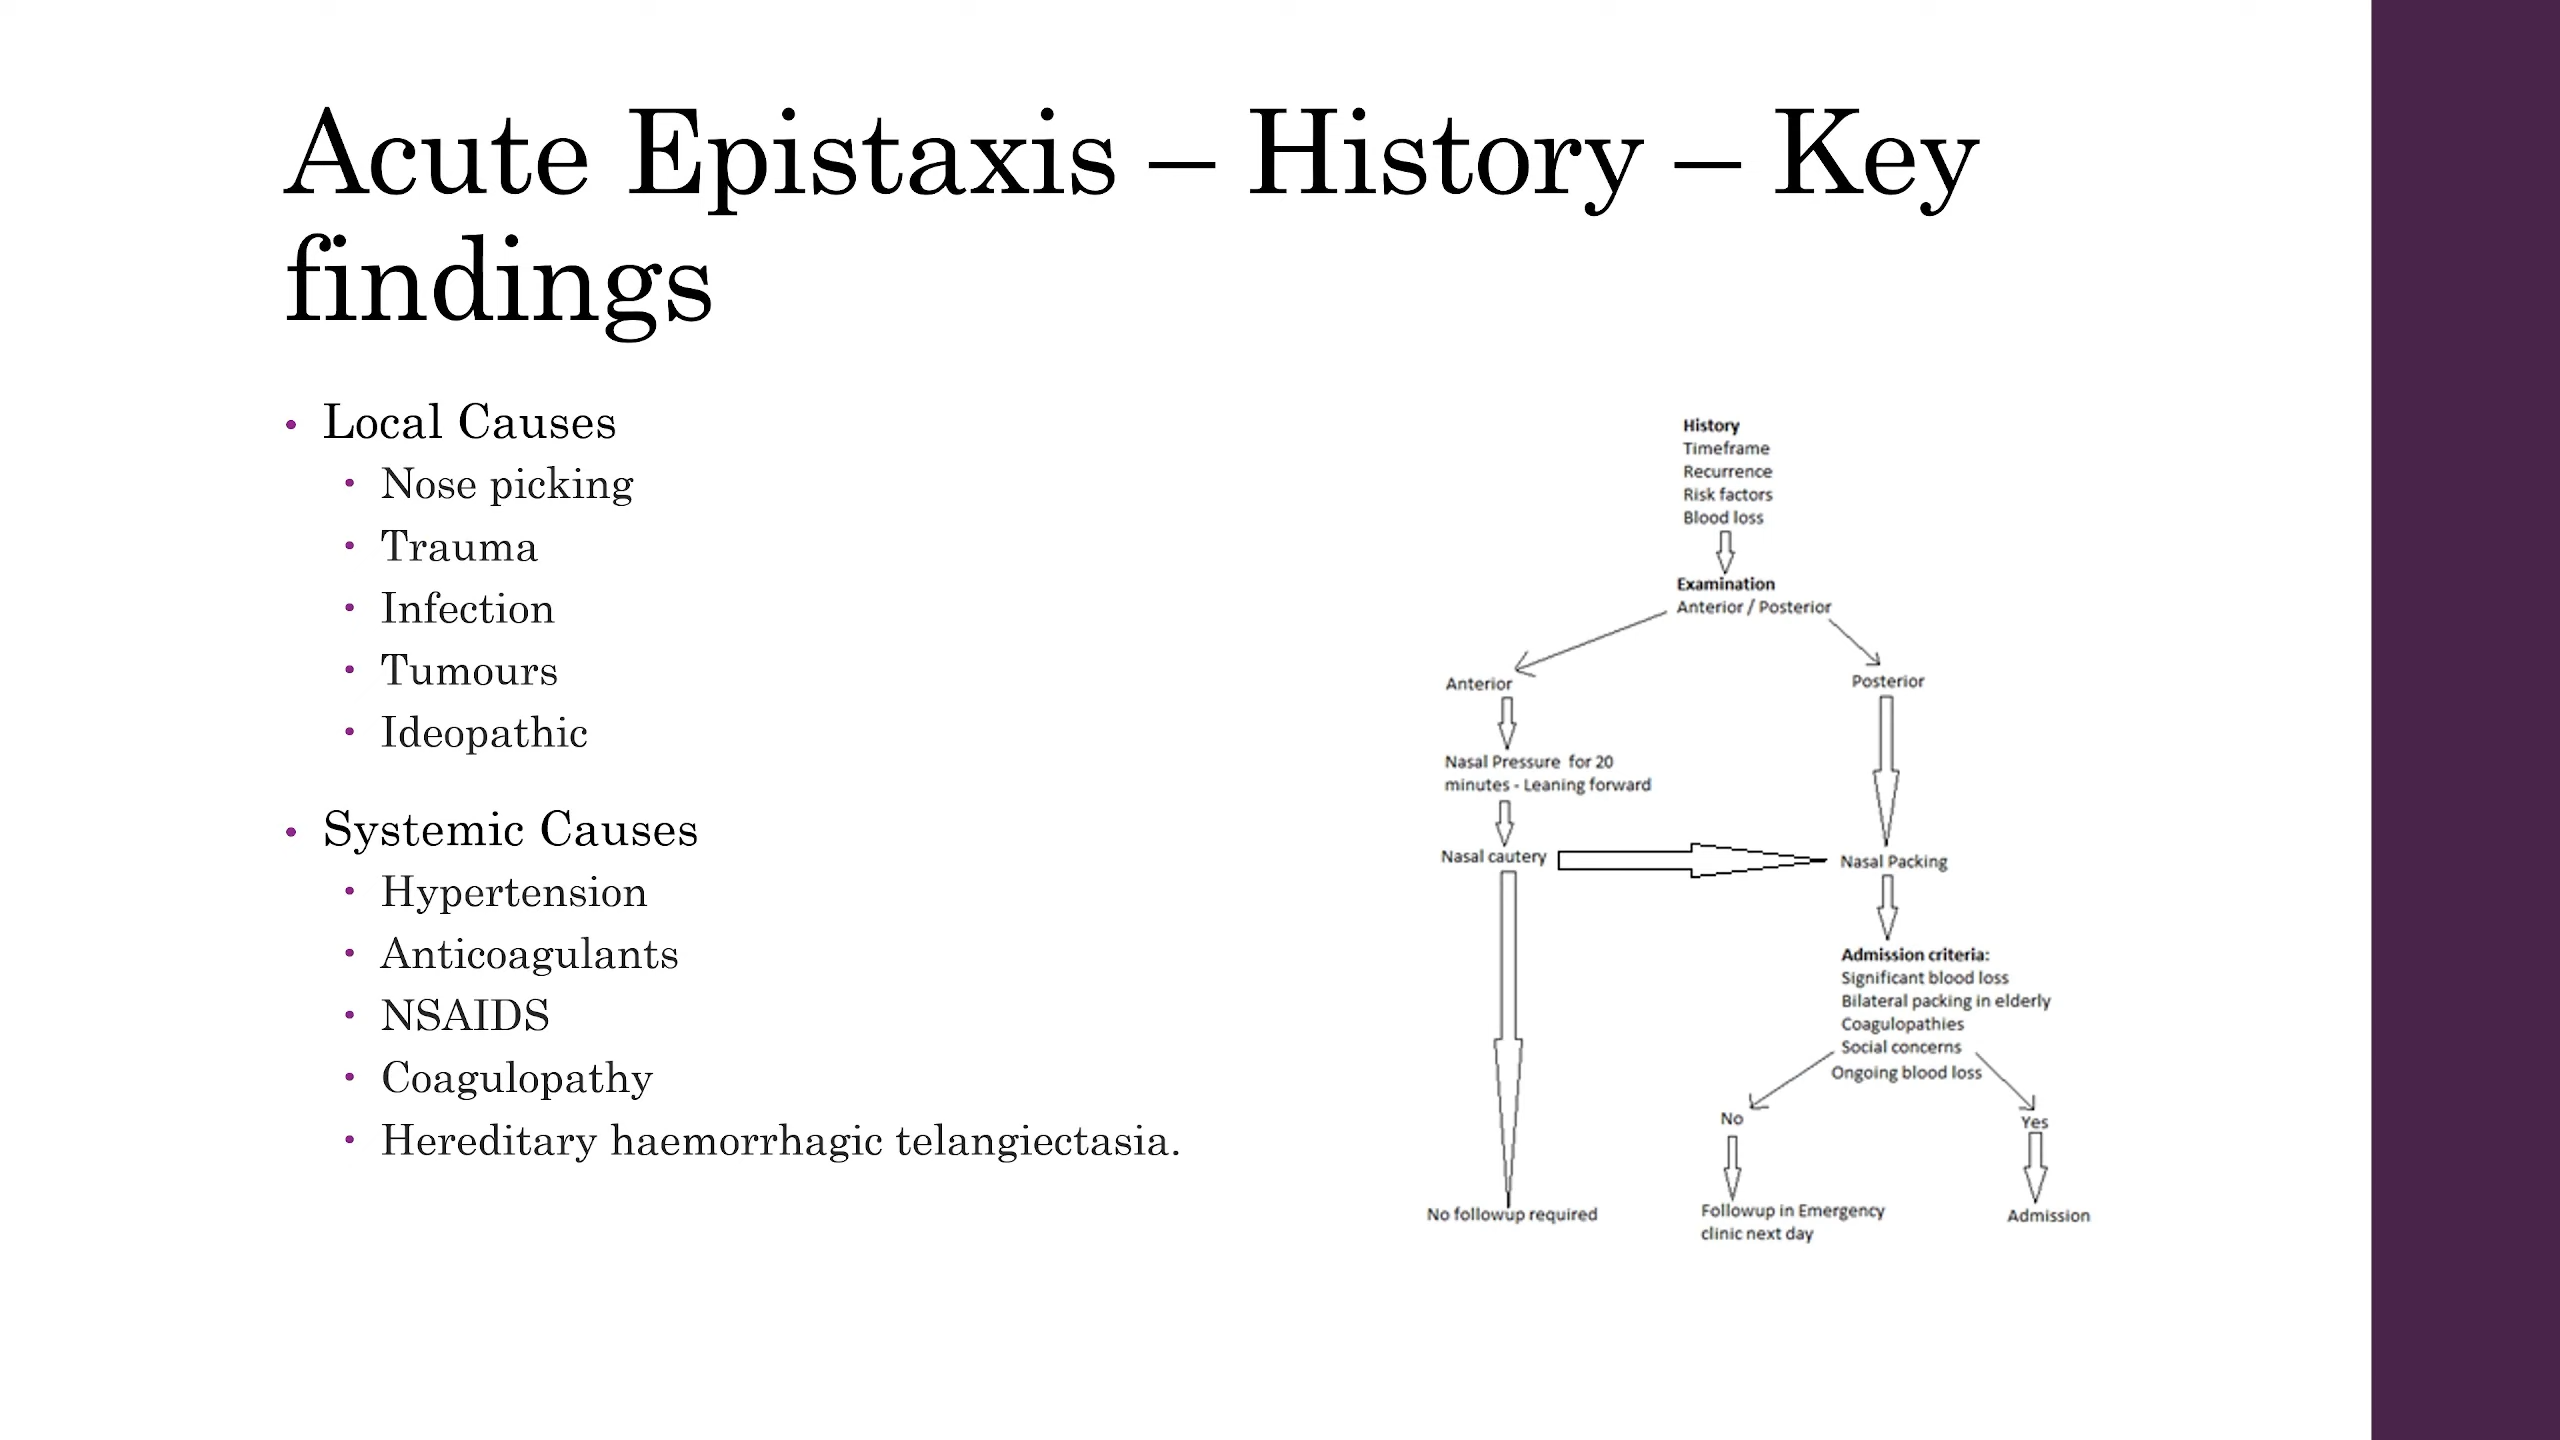 Acute Epistaxis – History – Key
findings
• Local Causes
• Nose picking
• Trauma
• Infection
• Tumours
• Ideopathic
• Systemic Causes
• Hypertension
• Anticoagulants
• NSAIDS
• Coagulopathy
• Hereditary haemorrhagic telangiectasia.
History
Timeframe
Recurrence
Risk factors
Blood loss
Examination
Anterior / Posterior
Anterior
Posterior
Nasal Pressure for 20
minutes - Leaning forward
Nasal cautery
Nasal Packing
Admission criteria:
Significant blood loss
Bilateral packing in elderly
Coagulopathies
Social concerns
Ongoing blood loss
No
Yes
No followup required
Followup in Emergency
clinic next day
Admission